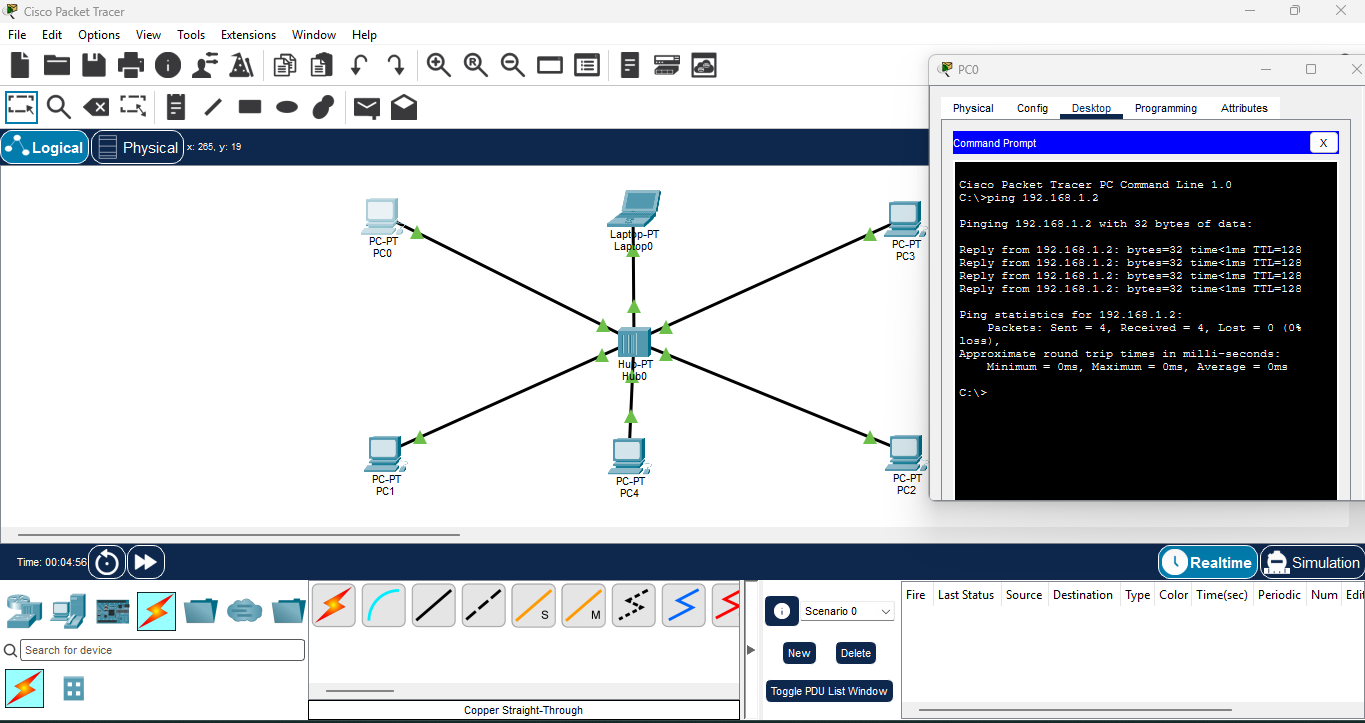 Cisco Packet Tracer
File Edit Options View Tools Extensions Window Help
PC0
Physical Config Desktop Programming Attributes
Command Prompt
X
Cisco Packet Tracer PC Command Line 1.0
C:\>ping 192.168.1.2
Pinging 192.168.1.2 with 32 bytes of data:
Reply from 192.168.1.2: bytes=32 time<1ms TTL=128
Reply from 192.168.1.2: bytes=32 time<1ms TTL=128
Reply from 192.168.1.2: bytes=32 time<1ms TTL=128
Reply from 192.168.1.2: bytes=32 time<1ms TTL=128
Ping statistics for 192.168.1.2:
Packets: Sent = 4, Received = 4, Lost = 0 (0%
loss),
Approximate round trip times in milli-seconds:
Minimum = 0ms, Maximum = 0ms, Average = 0ms
C:\>
Logical Physical x: 265, y: 19
PC-PT
PC0
Laptop-PT
Laptop0
PC-PT
PC3
Hub-PT
Hub0
PC-PT
PC1
PC-PT
PC4
PC-PT
PC2
Time: 00:04:56
Realtime Simulation
Search for device
S
M
Copper Straight-Through
Scenario 0
New Delete
Toggle PDU List Window
Fire Last Status Source Destination Type Color Time(sec) Periodic Num Edit